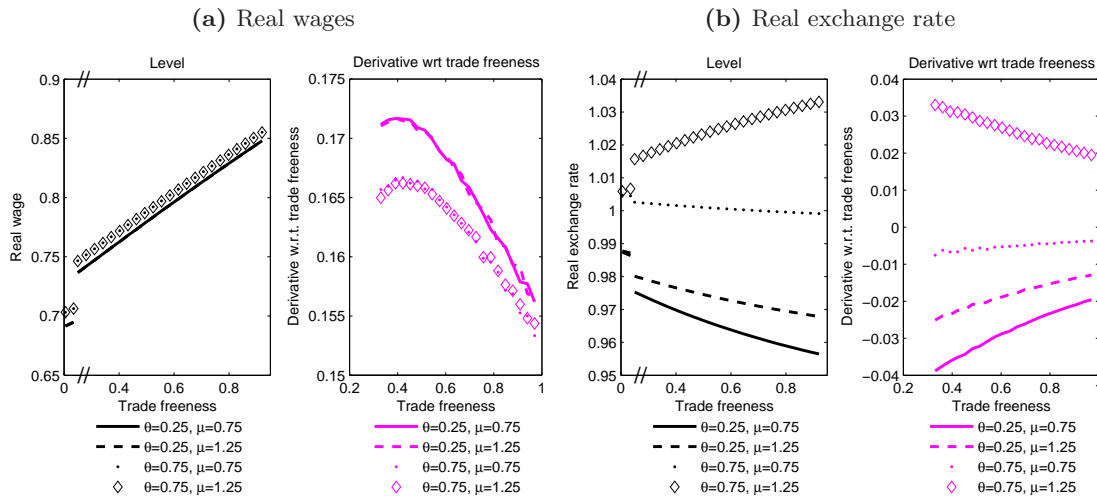 (a) Real wages
(b) Real exchange rate
Level
Derivative wrt trade freeness
Level
Derivative wrt trade freeness
0.9
0.85
0.8
0.75
0.7
0.65
Real wage
0 0.2 0.4 0.6 0.8
Trade freeness
0.175
0.17
0.165
0.16
0.155
0.15
Derivative w.r.t. trade freeness
0.2 0.4 0.6 0.8 1
Trade freeness
1.04
1.03
1.02
1.01
1
0.99
0.98
0.97
0.96
0.95
Real exchange rate
0 0.2 0.4 0.6 0.8
Trade freeness
0.04
0.03
0.02
0.01
0
−0.01
−0.02
−0.03
−0.04
Derivative w.r.t. trade freeness
0.2 0.4 0.6 0.8 1
Trade freeness
θ=0.25, μ=0.75
θ=0.25, μ=1.25
θ=0.75, μ=0.75
θ=0.75, μ=1.25
θ=0.25, μ=0.75
θ=0.25, μ=1.25
θ=0.75, μ=0.75
θ=0.75, μ=1.25
θ=0.25, μ=0.75
θ=0.25, μ=1.25
θ=0.75, μ=0.75
θ=0.75, μ=1.25
θ=0.25, μ=0.75
θ=0.25, μ=1.25
θ=0.75, μ=0.75
θ=0.75, μ=1.25